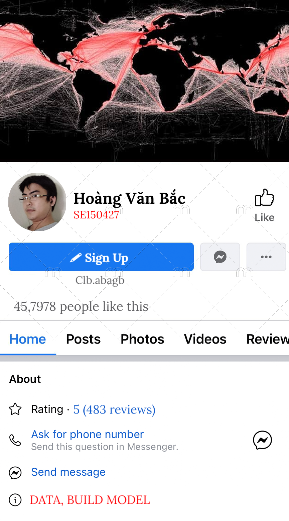 Hoàng Văn Bắc
SE150427
Like
Sign Up
Clb.abagb
45,7978 people like this
Home Posts Photos Videos Review
About
Rating · 5 (483 reviews)
Ask for phone number
Send this question in Messenger.
Send message
DATA, BUILD MODEL